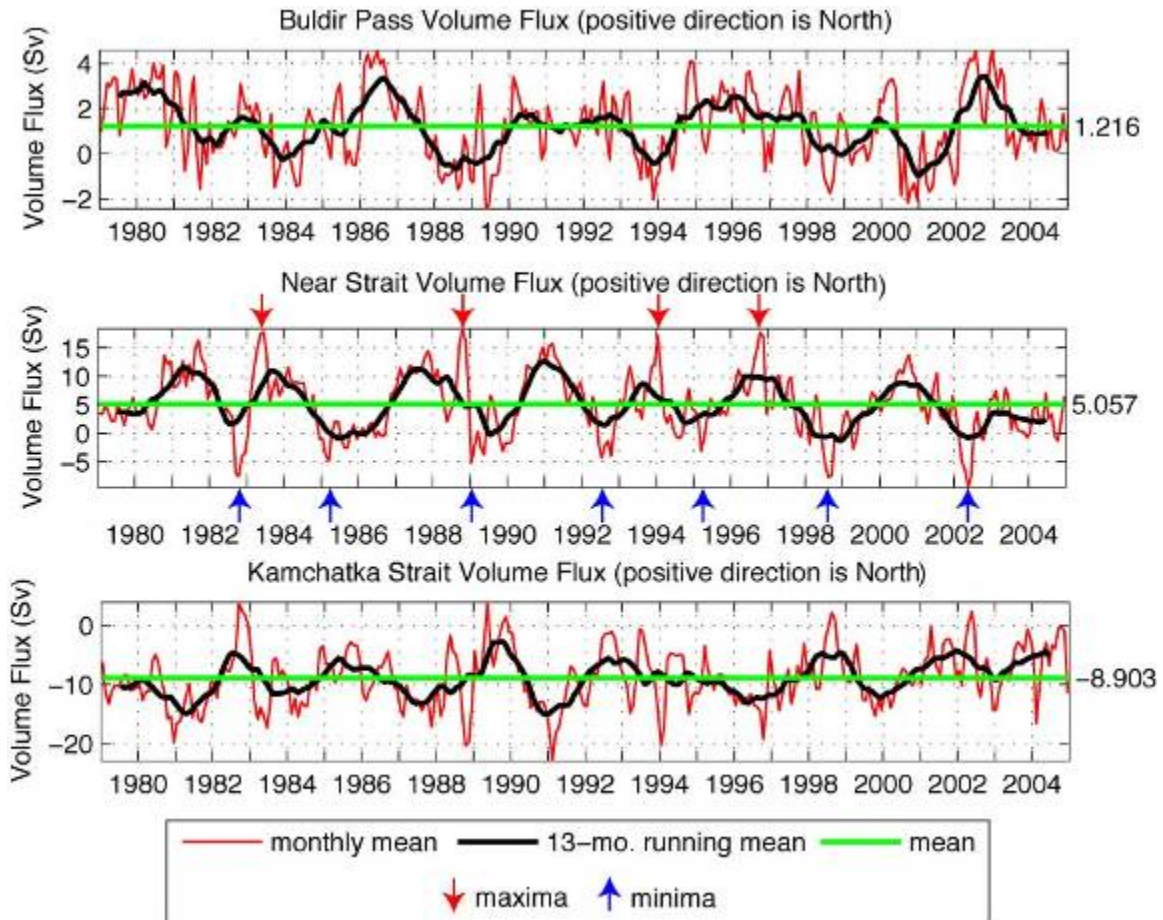 Buldir Pass Volume Flux (positive direction is North)
Volume Flux (Sv)
4
2
0
−2
1.216
1980 1982 1984 1986 1988 1990 1992 1994 1996 1998 2000 2002 2004
Near Strait Volume Flux (positive direction is North)
Volume Flux (Sv)
15
10
5
0
−5
5.057
1980 1982 1984 1986 1988 1990 1992 1994 1996 1998 2000 2002 2004
Kamchatka Strait Volume Flux (positive direction is North)
Volume Flux (Sv)
0
−10
−20
−8.903
1980 1982 1984 1986 1988 1990 1992 1994 1996 1998 2000 2002 2004
monthly mean 13−mo. running mean mean
maxima minima